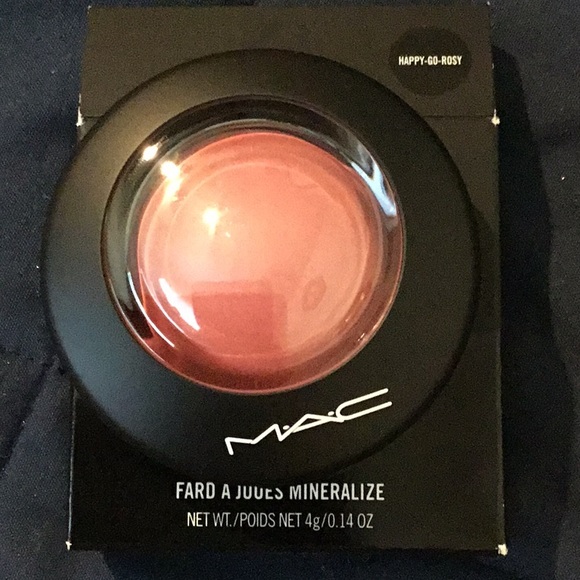 HAPPY-GO-ROSY
M·A·C
FARD A JOUES MINERALIZE
NET WT./POIDS NET 4g/0.14 OZ